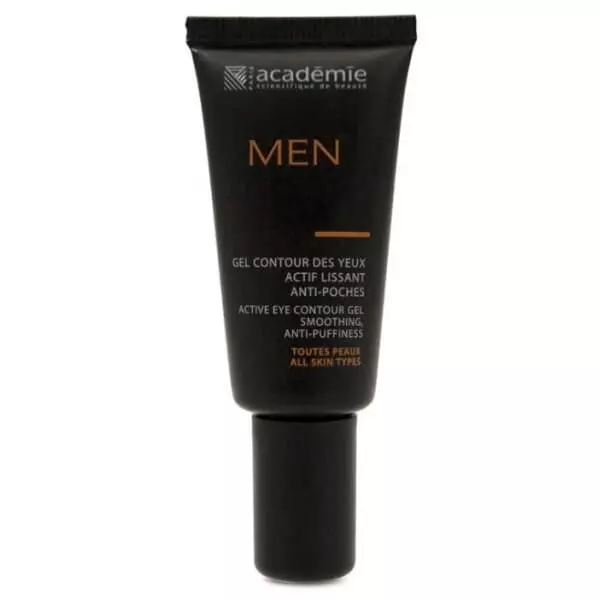 PARIS
académie
scientifique de beauté
MEN
GEL CONTOUR DES YEUX
ACTIF LISSANT
ANTI-POCHES
ACTIVE EYE CONTOUR GEL
SMOOTHING,
ANTI-PUFFINESS
TOUTES PEAUX
ALL SKIN TYPES